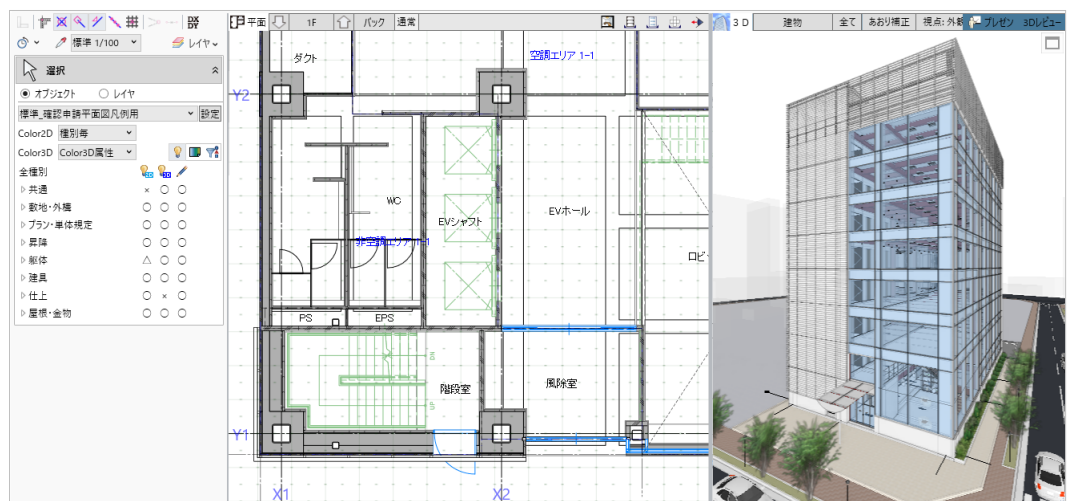 平面 1F バック 通常
3D 建物 全て あおり補正 視点: 外観 プレゼン 3Dレビュー
標準 1/100 レイヤ
選択
オブジェクト レイヤ
標準_確認申請平面図凡例用 設定
Color2D 種別毎
Color3D Color3D属性
全種別
共通 × ○ ○
敷地・外構 ○ ○ ○
プラン・単体規定 ○ ○ ○
昇降 ○ ○ ○
躯体 △ ○ ○
建具 ○ ○ ○
仕上 ○ × ○
屋根・金物 ○ ○ ○
ダクト
空調エリア 1-1
Y2
WC
EVシャフト
EVホール
非空調エリア 1-1
ロビ
PS
EPS
DN
UP
階段室
風除室
Y1
X1
X2